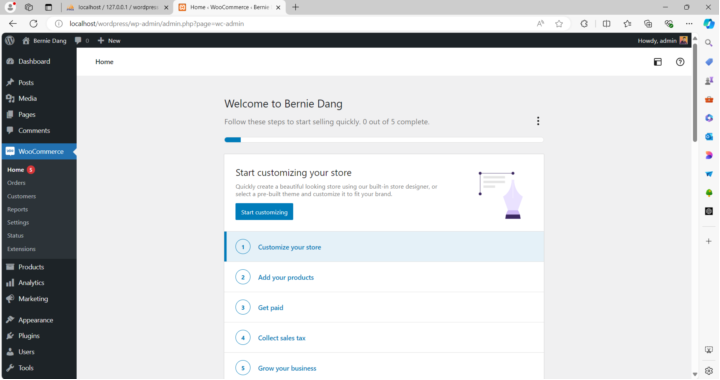 localhost / 127.0.0.1 / wordpress
Home ‹ WooCommerce ‹ Bernie
localhost/wordpress/wp-admin/admin.php?page=wc-admin
Bernie Dang
0
New
Howdy, admin
Dashboard
Posts
Media
Pages
Comments
WooCommerce
Home 5
Orders
Customers
Reports
Settings
Status
Extensions
Products
Analytics
Marketing
Appearance
Plugins
Users
Tools
Home
Welcome to Bernie Dang
Follow these steps to start selling quickly. 0 out of 5 complete.
Start customizing your store
Quickly create a beautiful looking store using our built-in store designer, or
select a pre-built theme and customize it to fit your brand.
Start customizing
1 Customize your store
2 Add your products
3 Get paid
4 Collect sales tax
5 Grow your business